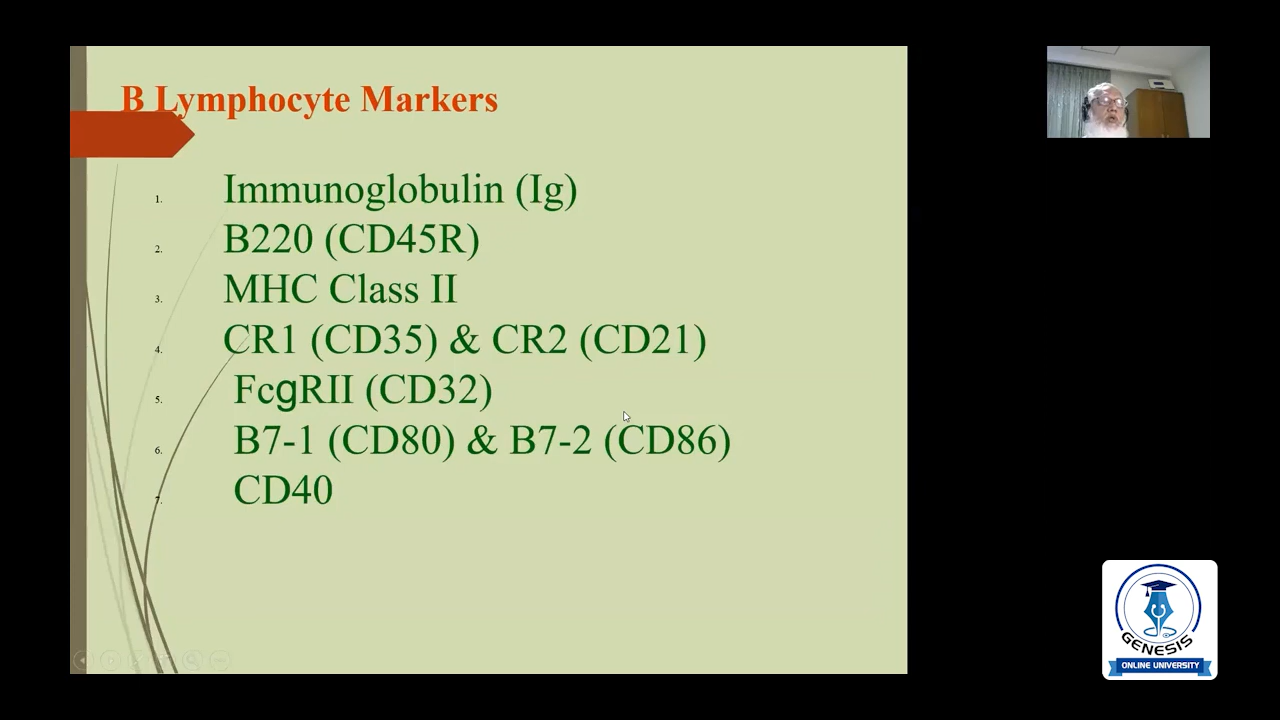 B Lymphocyte Markers
1. Immunoglobulin (Ig)
2. B220 (CD45R)
3. MHC Class II
4. CR1 (CD35) & CR2 (CD21)
5. FcgRII (CD32)
6. B7-1 (CD80) & B7-2 (CD86)
7. CD40
GENESIS
ONLINE UNIVERSITY